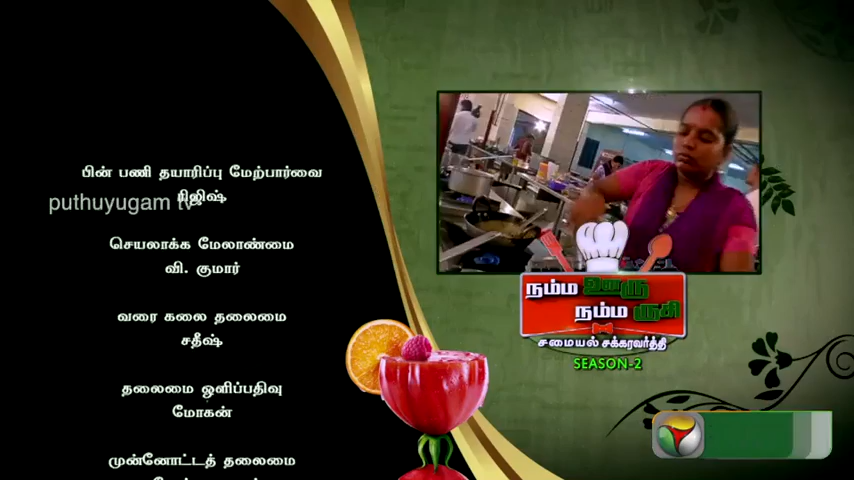 பின் பணி தயாரிப்பு மேற்பார்வை
ரிஜிஷ்
puthuyugam tv
செயலாக்க மேலாண்மை
வி. குமார்
வரை கலை தலைமை
சதீஷ்
தலைமை ஒளிப்பதிவு
மோகன்
முன்னோட்டத் தலைமை
நம்ம ஊரு
நம்ம ருசி
சமையல் சக்கரவர்த்தி
SEASON-2